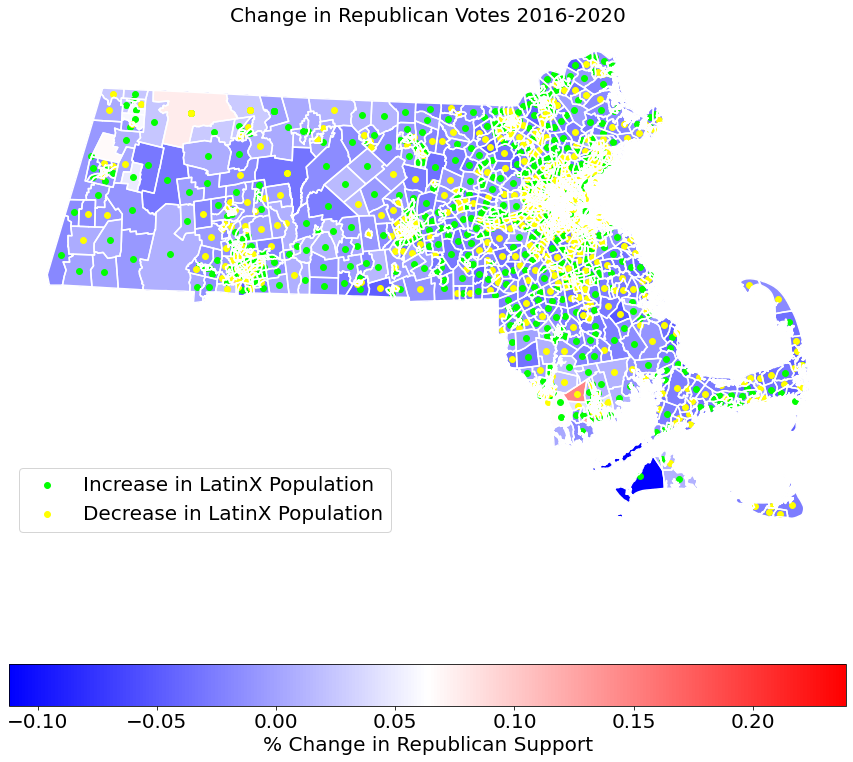 Change in Republican Votes 2016-2020
Increase in LatinX Population
Decrease in LatinX Population
−0.10 −0.05 0.00 0.05 0.10 0.15 0.20
% Change in Republican Support